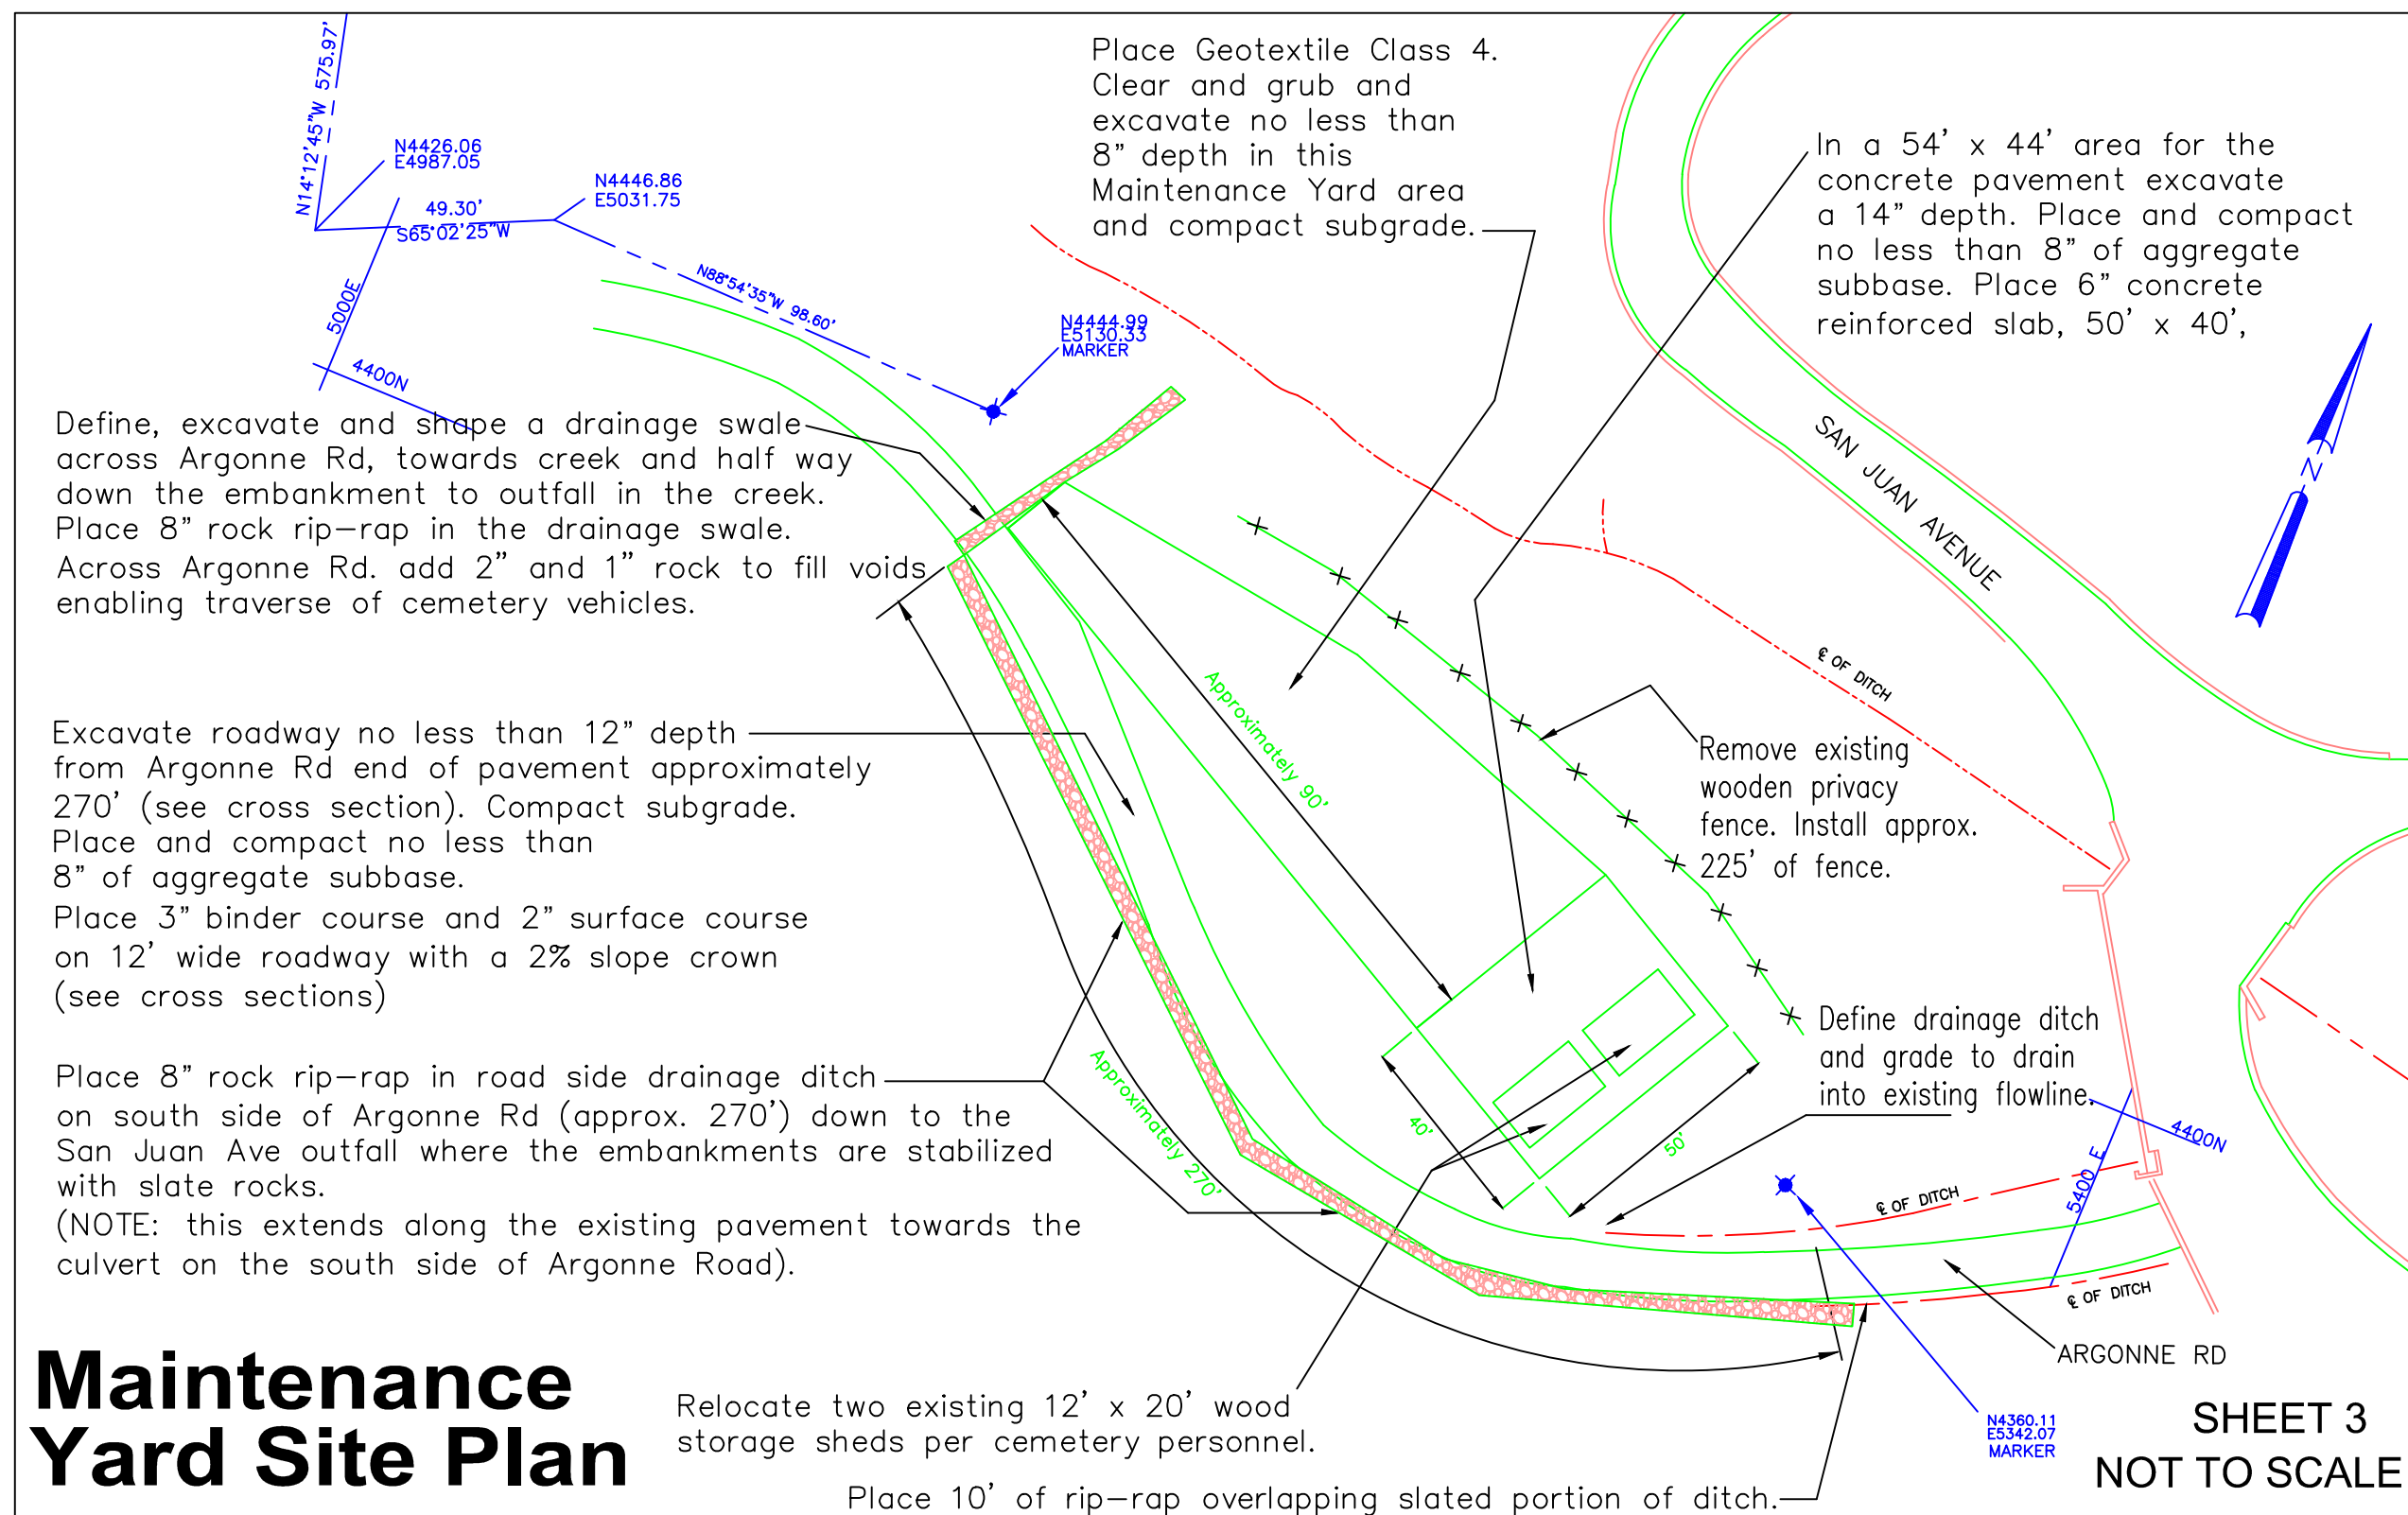 N14°12'45"W 575.97'
N4426.06
E4987.05
49.30'
S65°02'25"W
N4446.86
E5031.75
N88°54'35"W 98.60'
N4444.99
E5130.33
MARKER
5000E
4400N
Place Geotextile Class 4.
Clear and grub and
excavate no less than
8" depth in this
Maintenance Yard area
and compact subgrade.
In a 54' x 44' area for the
concrete pavement excavate
a 14" depth. Place and compact
no less than 8" of aggregate
subbase. Place 6" concrete
reinforced slab, 50' x 40',
SAN JUAN AVENUE
N
Define, excavate and shape a drainage swale
across Argonne Rd, towards creek and half way
down the embankment to outfall in the creek.
Place 8" rock rip-rap in the drainage swale.
Across Argonne Rd. add 2" and 1" rock to fill voids
enabling traverse of cemetery vehicles.
℄ OF DITCH
Approximately 90'
Remove existing
wooden privacy
fence. Install approx.
225' of fence.
Excavate roadway no less than 12" depth
from Argonne Rd end of pavement approximately
270' (see cross section). Compact subgrade.
Place and compact no less than
8" of aggregate subbase.
Place 3" binder course and 2" surface course
on 12' wide roadway with a 2% slope crown
(see cross sections)
Define drainage ditch
and grade to drain
into existing flowline.
Place 8" rock rip-rap in road side drainage ditch
on south side of Argonne Rd (approx. 270') down to the
San Juan Ave outfall where the embankments are stabilized
with slate rocks.
(NOTE: this extends along the existing pavement towards the
culvert on the south side of Argonne Road).
Approximately 270'
40'
50'
4400N
5400 E
℄ OF DITCH
℄ OF DITCH
ARGONNE RD
N4360.11
E5342.07
MARKER
Maintenance
Yard Site Plan
Relocate two existing 12' x 20' wood
storage sheds per cemetery personnel.
Place 10' of rip-rap overlapping slated portion of ditch.
SHEET 3
NOT TO SCALE